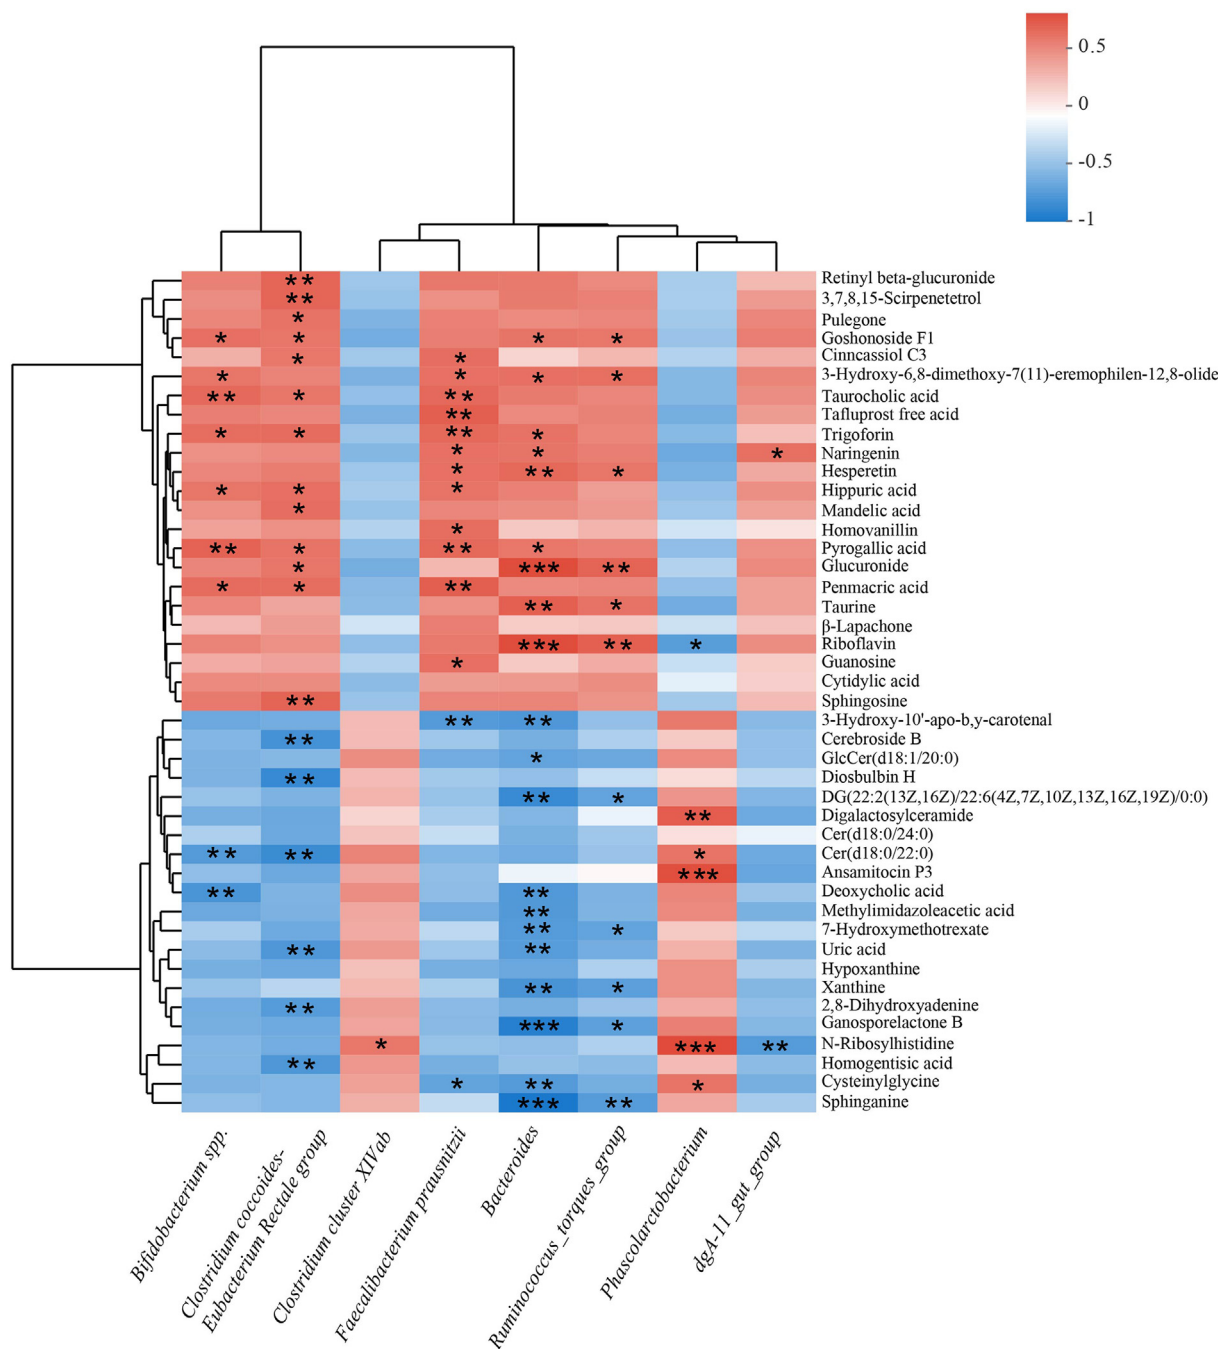 0.5
0
-0.5
-1
** Retinyl beta-glucuronide
** 3,7,8,15-Scirpenetetrol
* Pulegone
* * * * Goshonoside F1
* * Cinncassiol C3
* * * * 3-Hydroxy-6,8-dimethoxy-7(11)-eremophilen-12,8-olide
** * ** Taurocholic acid
** Tafluprost free acid
* * ** * Trigoforin
* * * Naringenin
* ** * Hesperetin
* * * Hippuric acid
* Mandelic acid
* Homovanillin
** * ** * Pyrogallic acid
* *** ** Glucuronide
* * ** Penmacric acid
** * Taurine
β-Lapachone
*** ** * Riboflavin
* Guanosine
Cytidylic acid
** Sphingosine
** ** 3-Hydroxy-10'-apo-b,y-carotenal
** Cerebroside B
* GlcCer(d18:1/20:0)
** Diosbulbin H
** * DG(22:2(13Z,16Z)/22:6(4Z,7Z,10Z,13Z,16Z,19Z)/0:0)
** Digalactosylceramide
Cer(d18:0/24:0)
** ** * Cer(d18:0/22:0)
*** Ansamitocin P3
** ** Deoxycholic acid
** Methylimidazoleacetic acid
** * 7-Hydroxymethotrexate
** ** Uric acid
Hypoxanthine
** * Xanthine
** 2,8-Dihydroxyadenine
*** * Ganosporelactone B
* *** ** N-Ribosylhistidine
** Homogentisic acid
* ** * Cysteinylglycine
*** ** Sphinganine
Bifidobacterium spp.
Clostridium coccoides-
Eubacterium Rectale group
Clostridium cluster XIVab
Faecalibacterium prausnitzii
Bacteroides
Ruminococcus_torques_group
Phascolarctobacterium
dgA-11_gut_group